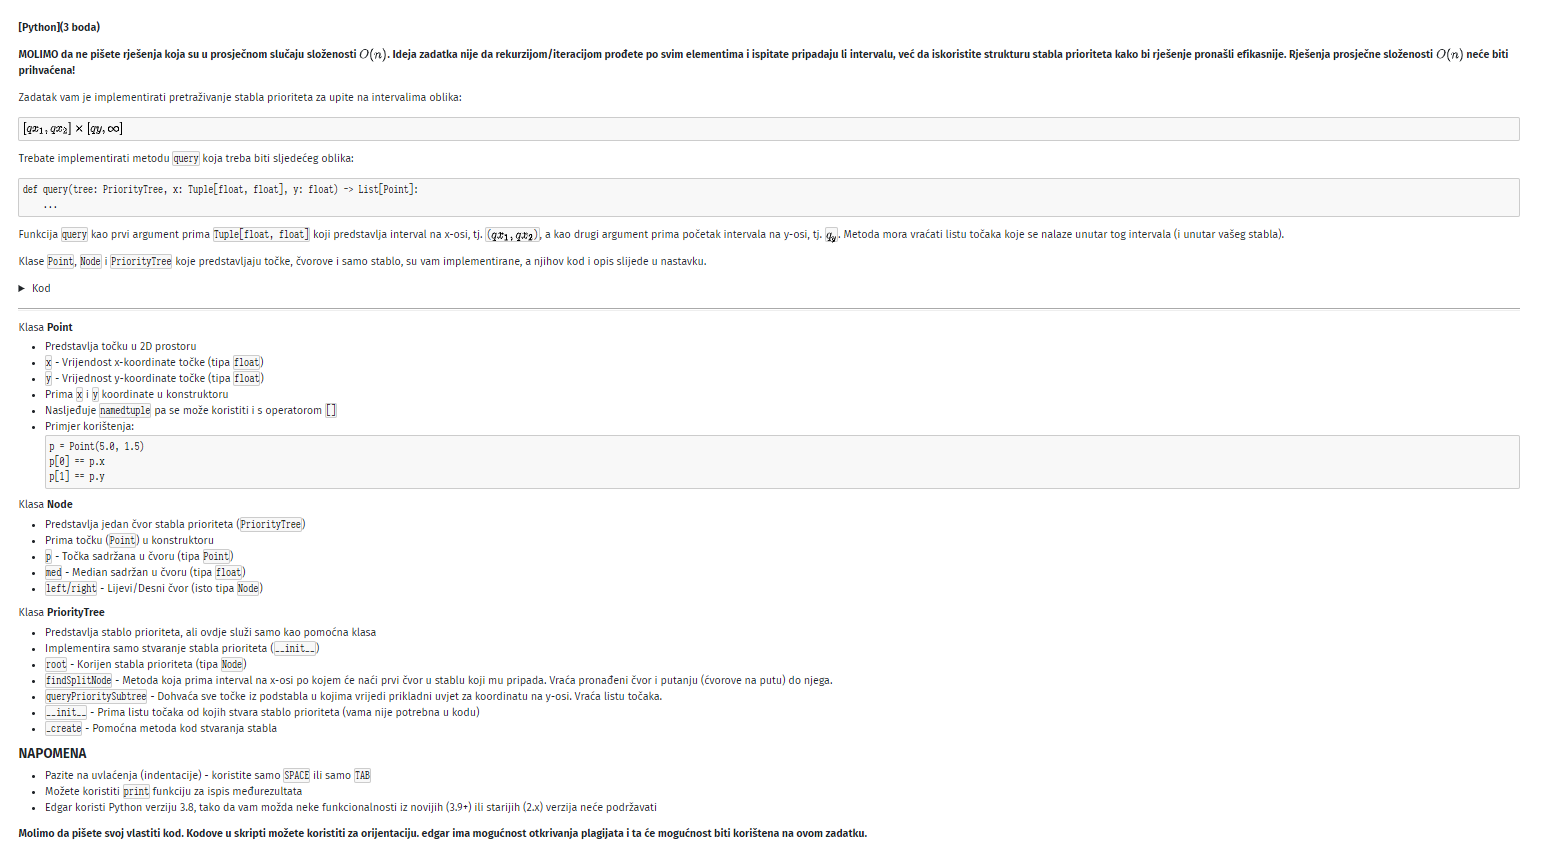 [Python](3 boda)
MOLIMO da ne pišete rješenja koja su u prosječnom slučaju složenosti O(n). Ideja zadatka nije da rekurzijom/iteracijom prođete po svim elementima i ispitate pripadaju li intervalu, već da iskoristite strukturu stabla prioriteta kako bi rješenje pronašli efikasnije. Rješenja prosječne složenosti O(n) neće biti
prihvaćena!
Zadatak vam je implementirati pretraživanje stabla prioriteta za upite na intervalima oblika:
[qx₁, qx₂] × [qy, ∞]
Trebate implementirati metodu query koja treba biti sljedećeg oblika:
def query(tree: PriorityTree, x: Tuple[float, float], y: float) -> List[Point]:
...
Funkcija query kao prvi argument prima Tuple[float, float] koji predstavlja interval na x-osi, tj. (qx₁, qx₂), a kao drugi argument prima početak intervala na y-osi, tj. q_y. Metoda mora vraćati listu točaka koje se nalaze unutar tog intervala (i unutar vašeg stabla).
Klase Point, Node i PriorityTree koje predstavljaju točke, čvorove i samo stablo, su vam implementirane, a njihov kod i opis slijede u nastavku.
▶ Kod
Klasa Point
• Predstavlja točku u 2D prostoru
• x - Vrijendost x-koordinate točke (tipa float)
• y - Vrijednost y-koordinate točke (tipa float)
• Prima x i y koordinate u konstruktoru
• Nasljeđuje namedtuple pa se može koristiti i s operatorom []
• Primjer korištenja:
p = Point(5.0, 1.5)
p[0] == p.x
p[1] == p.y
Klasa Node
• Predstavlja jedan čvor stabla prioriteta (PriorityTree)
• Prima točku (Point) u konstruktoru
• p - Točka sadržana u čvoru (tipa Point)
• med - Median sadržan u čvoru (tipa float)
• left/right - Lijevi/Desni čvor (isto tipa Node)
Klasa PriorityTree
• Predstavlja stablo prioriteta, ali ovdje služi samo kao pomoćna klasa
• Implementira samo stvaranje stabla prioriteta (__init__)
• root - Korijen stabla prioriteta (tipa Node)
• findSplitNode - Metoda koja prima interval na x-osi po kojem će naći prvi čvor u stablu koji mu pripada. Vraća pronađeni čvor i putanju (ćvorove na putu) do njega.
• queryPrioritySubtree - Dohvaća sve točke iz podstabla u kojima vrijedi prikladni uvjet za koordinatu na y-osi. Vraća listu točaka.
• __init__ - Prima listu točaka od kojih stvara stablo prioriteta (vama nije potrebna u kodu)
• _create - Pomoćna metoda kod stvaranja stabla
NAPOMENA
• Pazite na uvlaćenja (indentacije) - koristite samo SPACE ili samo TAB
• Možete koristiti print funkciju za ispis međurezultata
• Edgar koristi Python verziju 3.8, tako da vam možda neke funkcionalnosti iz novijih (3.9+) ili starijih (2.x) verzija neće podržavati
Molimo da pišete svoj vlastiti kod. Kodove u skripti možete koristiti za orijentaciju. edgar ima mogućnost otkrivanja plagijata i ta će mogućnost biti korištena na ovom zadatku.